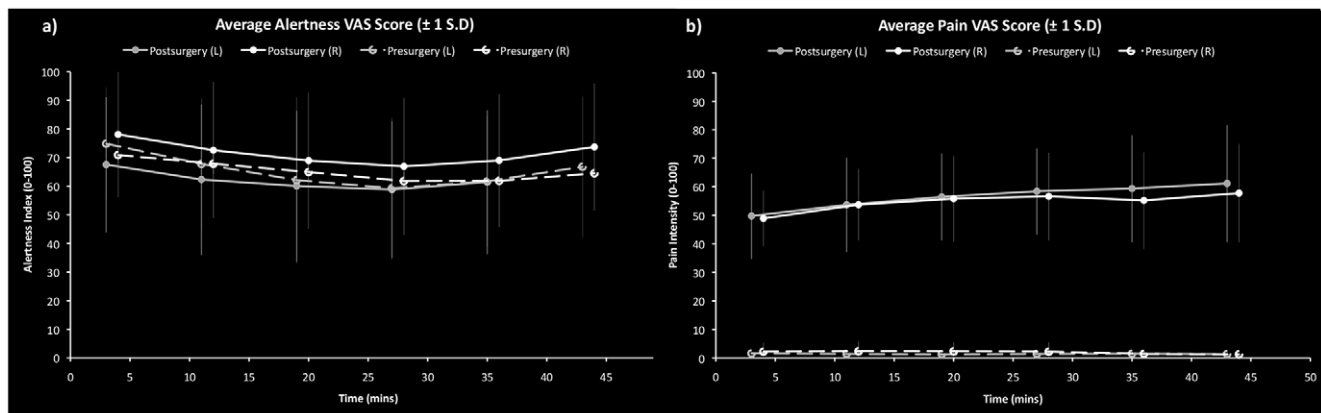 a) Average Alertness VAS Score (± 1 S.D)
Postsurgery (L) Postsurgery (R) Presurgery (L) Presurgery (R)
100
90
80
70
60
50
40
30
20
10
0
Alertness Index (0-100)
0 5 10 15 20 25 30 35 40 45
Time (mins)
b) Average Pain VAS Score (± 1 S.D)
Postsurgery (L) Postsurgery (R) Presurgery (L) Presurgery (R)
100
90
80
70
60
50
40
30
20
10
0
Pain Intensity (0-100)
0 5 10 15 20 25 30 35 40 45 50
Time (mins)